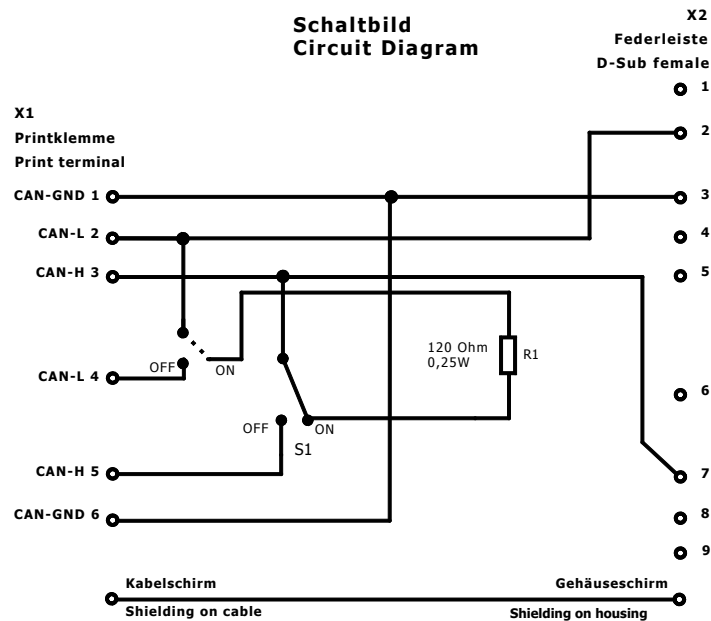 Schaltbild
Circuit Diagram
X2
Federleiste
D-Sub female
1
X1
Printklemme
Print terminal
2
CAN-GND 1
3
CAN-L 2
4
CAN-H 3
5
120 Ohm
0,25W
R1
OFF
ON
CAN-L 4
6
OFF
ON
S1
CAN-H 5
7
CAN-GND 6
8
9
Kabelschirm
Gehäuseschirm
Shielding on cable
Shielding on housing